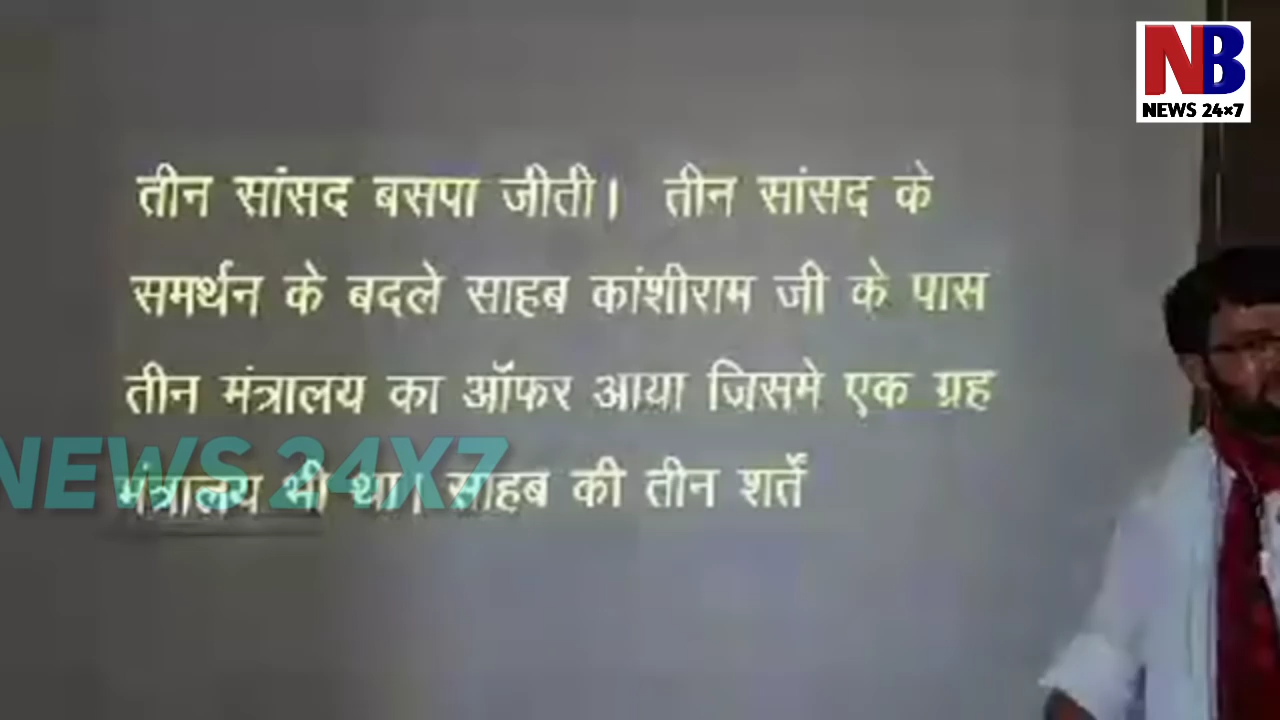 NB
NEWS 24×7
तीन सांसद बसपा जीती। तीन सांसद के
समर्थन के बदले साहब कांशीराम जी के पास
तीन मंत्रालय का ऑफर आया जिसमे एक ग्रह
मंत्रालय भी था। साहब की तीन शर्तें
NEWS 24X7